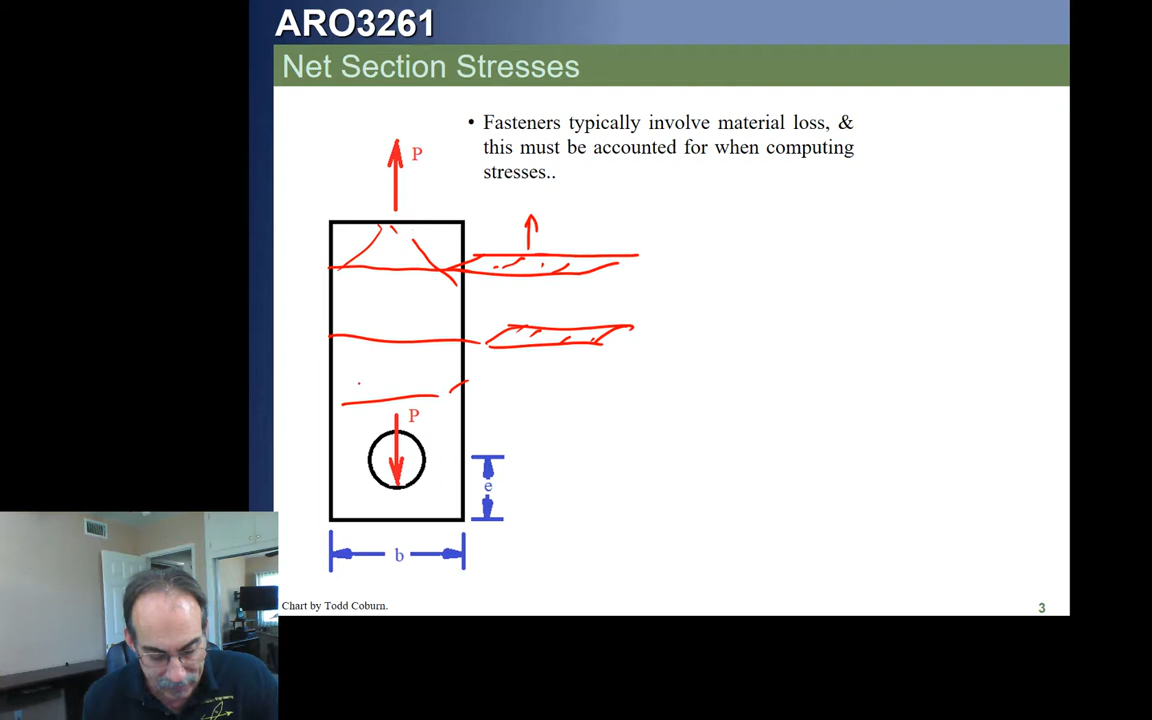 ARO3261
Net Section Stresses
• Fasteners typically involve material loss, &
this must be accounted for when computing
stresses..
P
P
e
b
Chart by Todd Coburn.
3